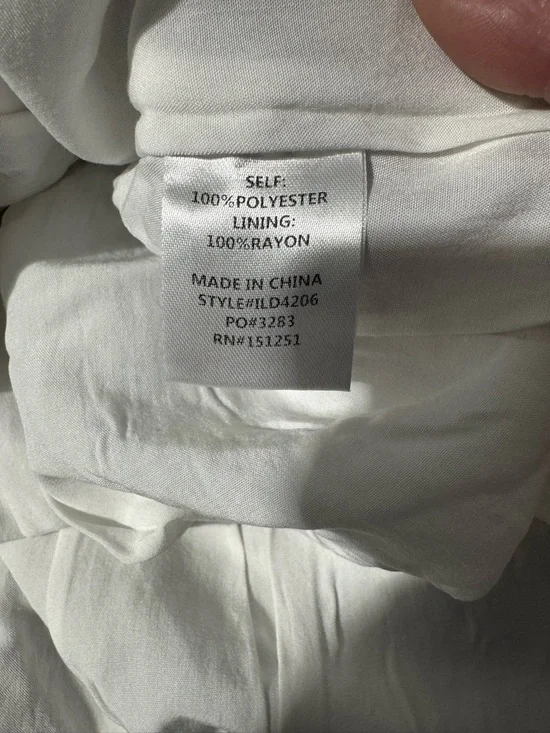 SELF:
100%POLYESTER
LINING:
100%RAYON
MADE IN CHINA
STYLE#ILD4206
PO#3283
RN#151251